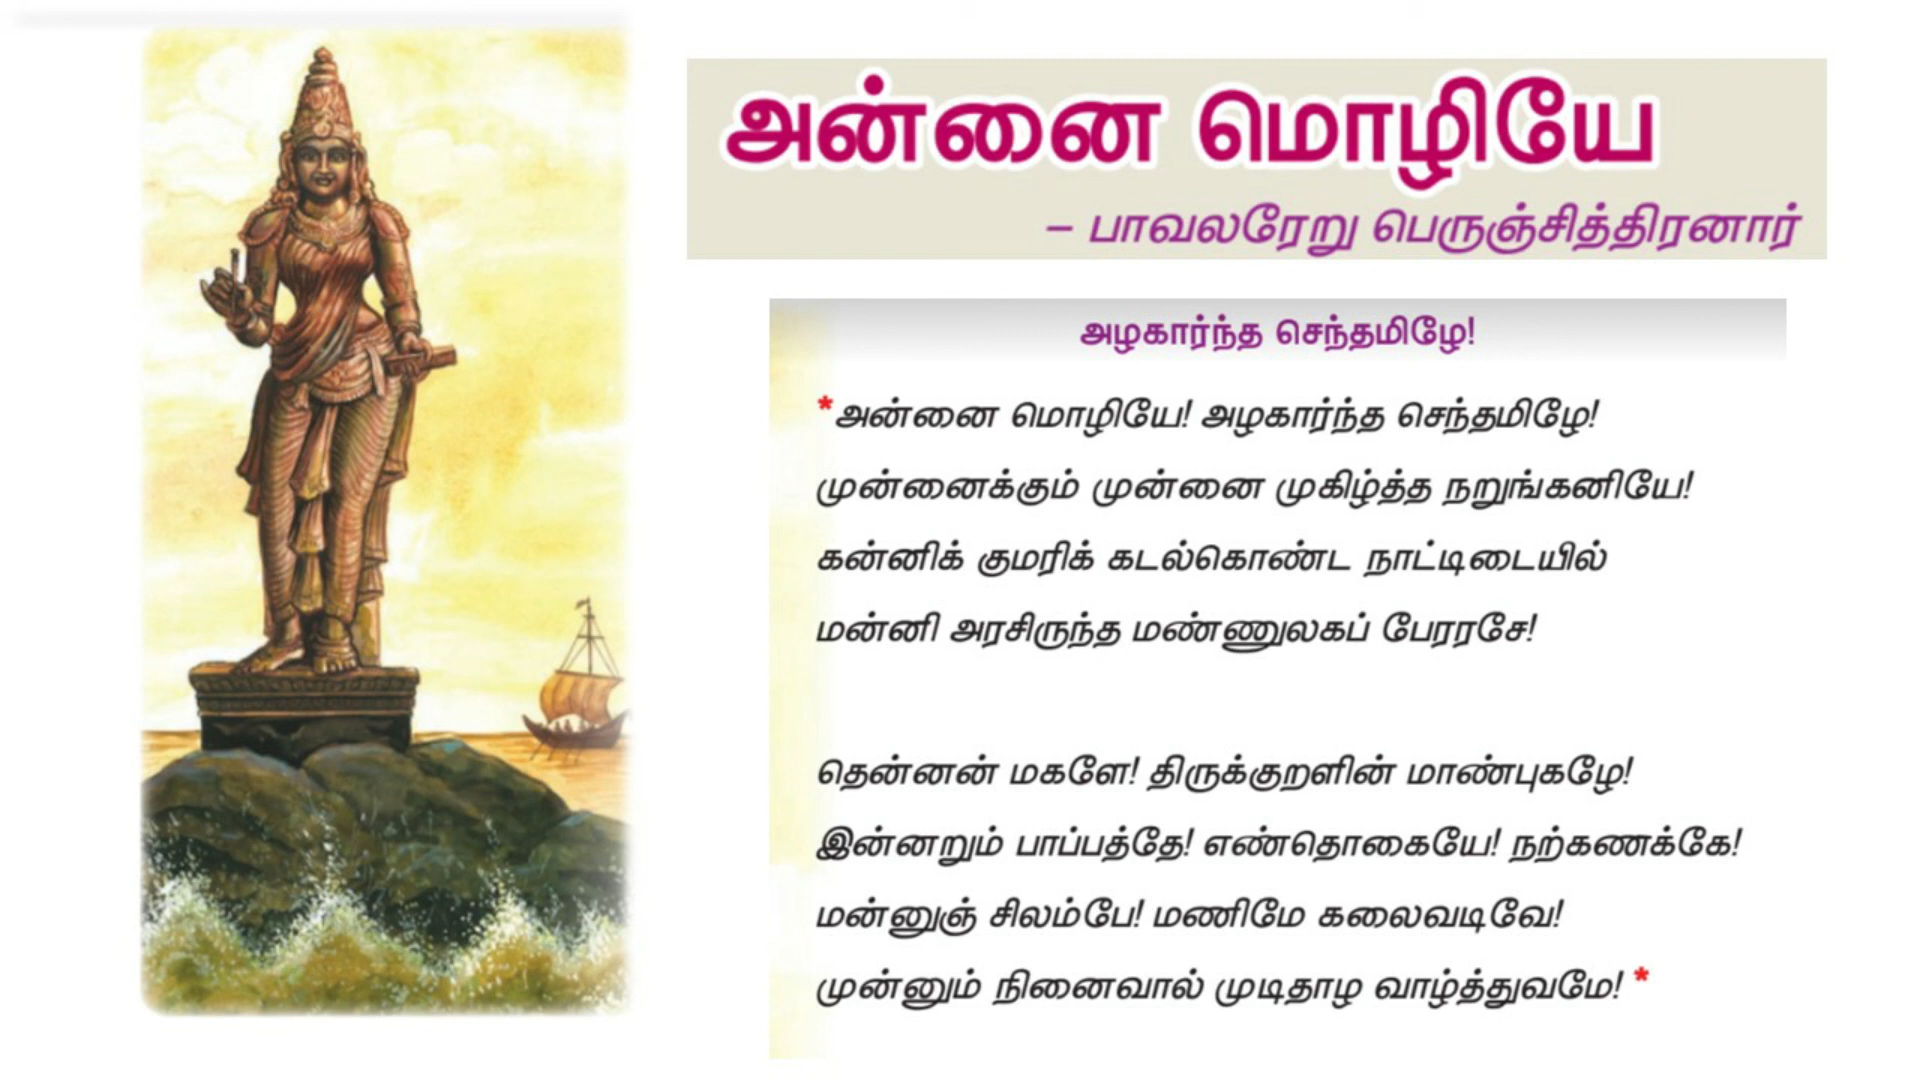 அன்னை மொழியே
– பாவலரேறு பெருஞ்சித்திரனார்
அழகார்ந்த செந்தமிழே!
*அன்னை மொழியே! அழகார்ந்த செந்தமிழே!
முன்னைக்கும் முன்னை முகிழ்த்த நறுங்கனியே!
கன்னிக் குமரிக் கடல்கொண்ட நாட்டிடையில்
மன்னி அரசிருந்த மண்ணுலகப் பேரரசே!
தென்னன் மகளே! திருக்குறளின் மாண்புகழே!
இன்னறும் பாப்பத்தே! எண்தொகையே! நற்கணக்கே!
மன்னுஞ் சிலம்பே! மணிமே கலைவடிவே!
முன்னும் நினைவால் முடிதாழ வாழ்த்துவமே! *